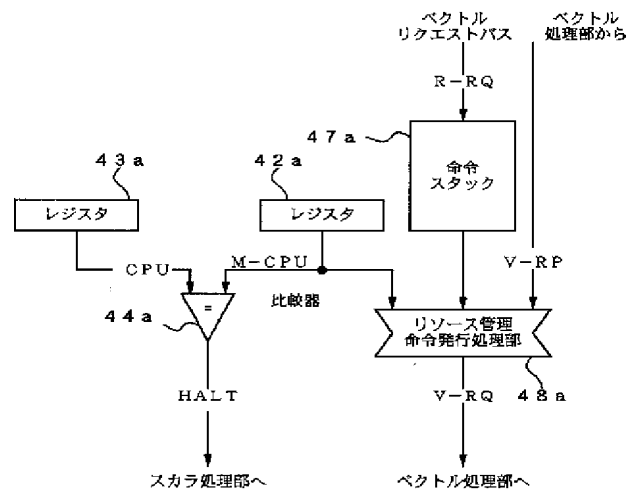 ベクトル
リクエストパス
ベクトル
処理部から
R-RQ
47a
命令
スタック
43a
42a
レジスタ
レジスタ
CPU
M-CPU
V-RP
=
比較器
44a
リソース管理
命令発行処理部
48a
HALT
V-RQ
スカラ処理部へ
ベクトル処理部へ